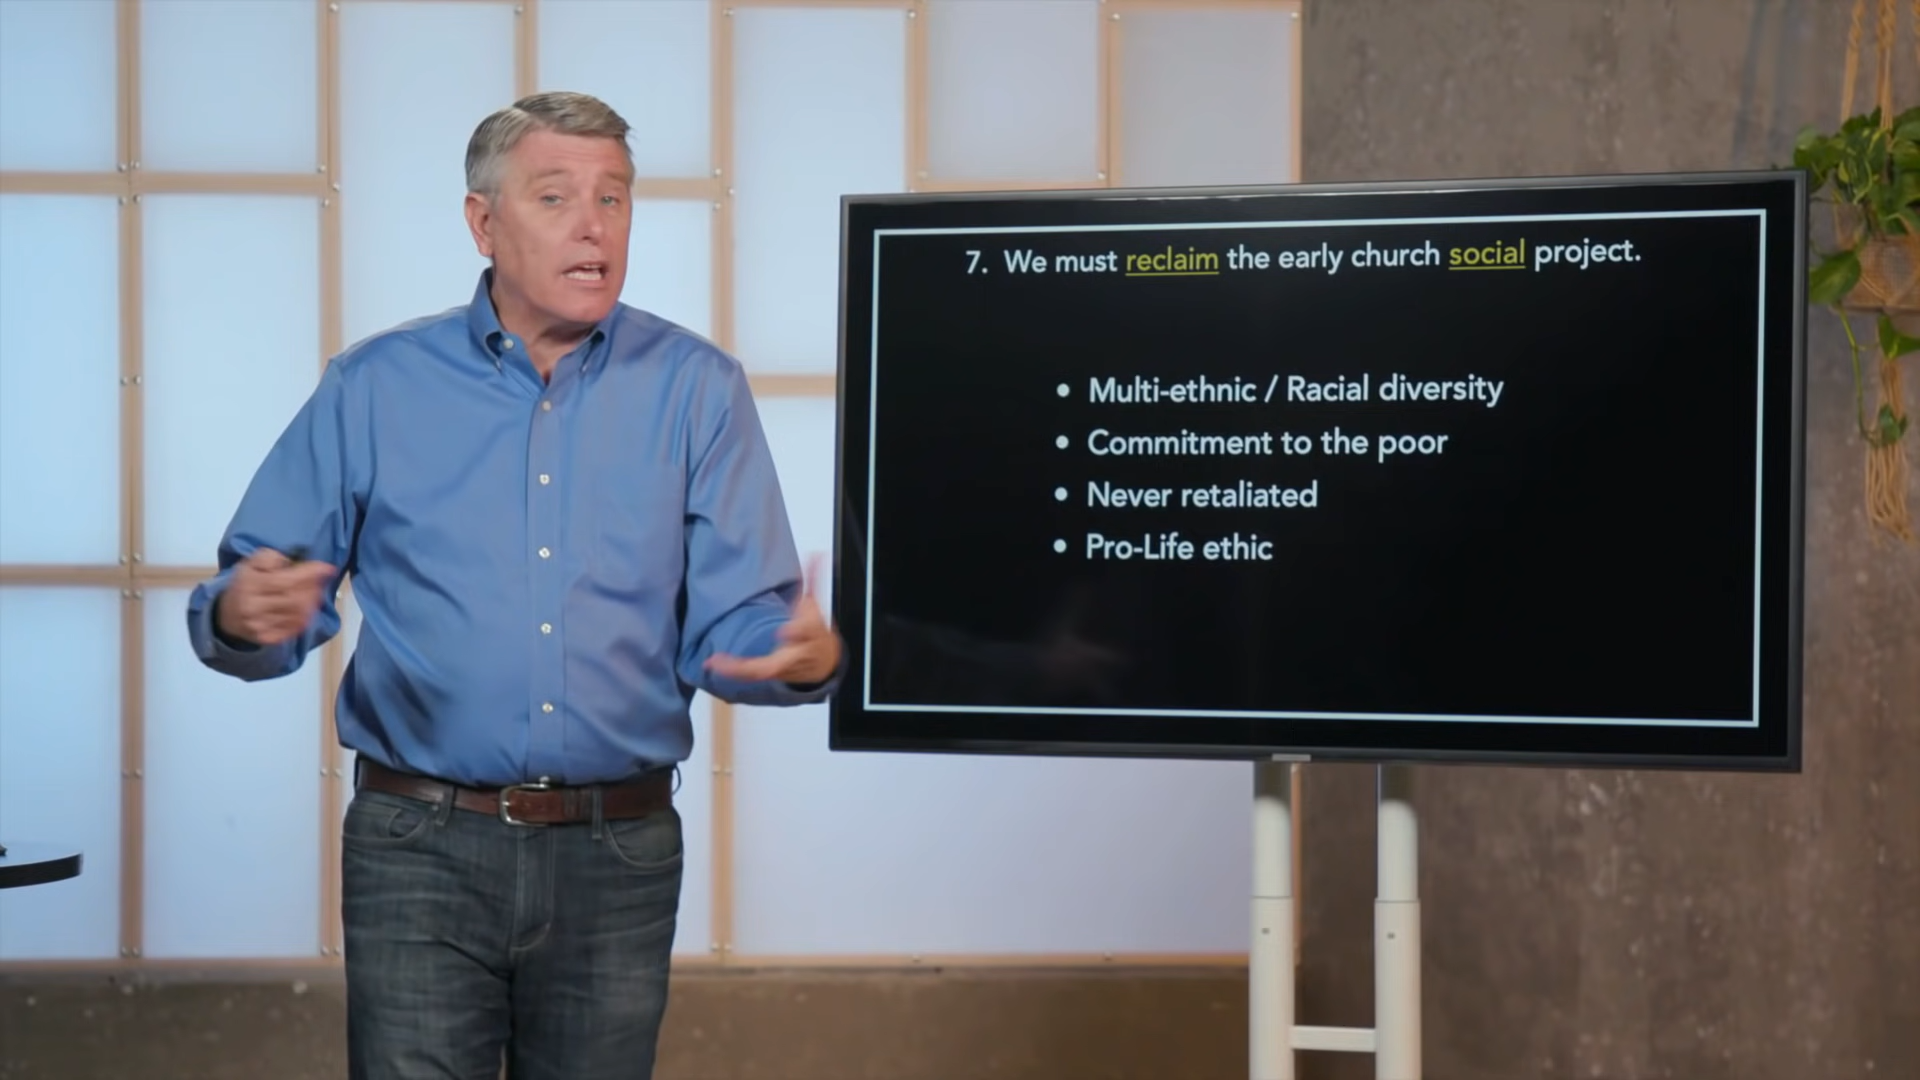 7. We must reclaim the early church social project.
• Multi-ethnic / Racial diversity
• Commitment to the poor
• Never retaliated
• Pro-Life ethic